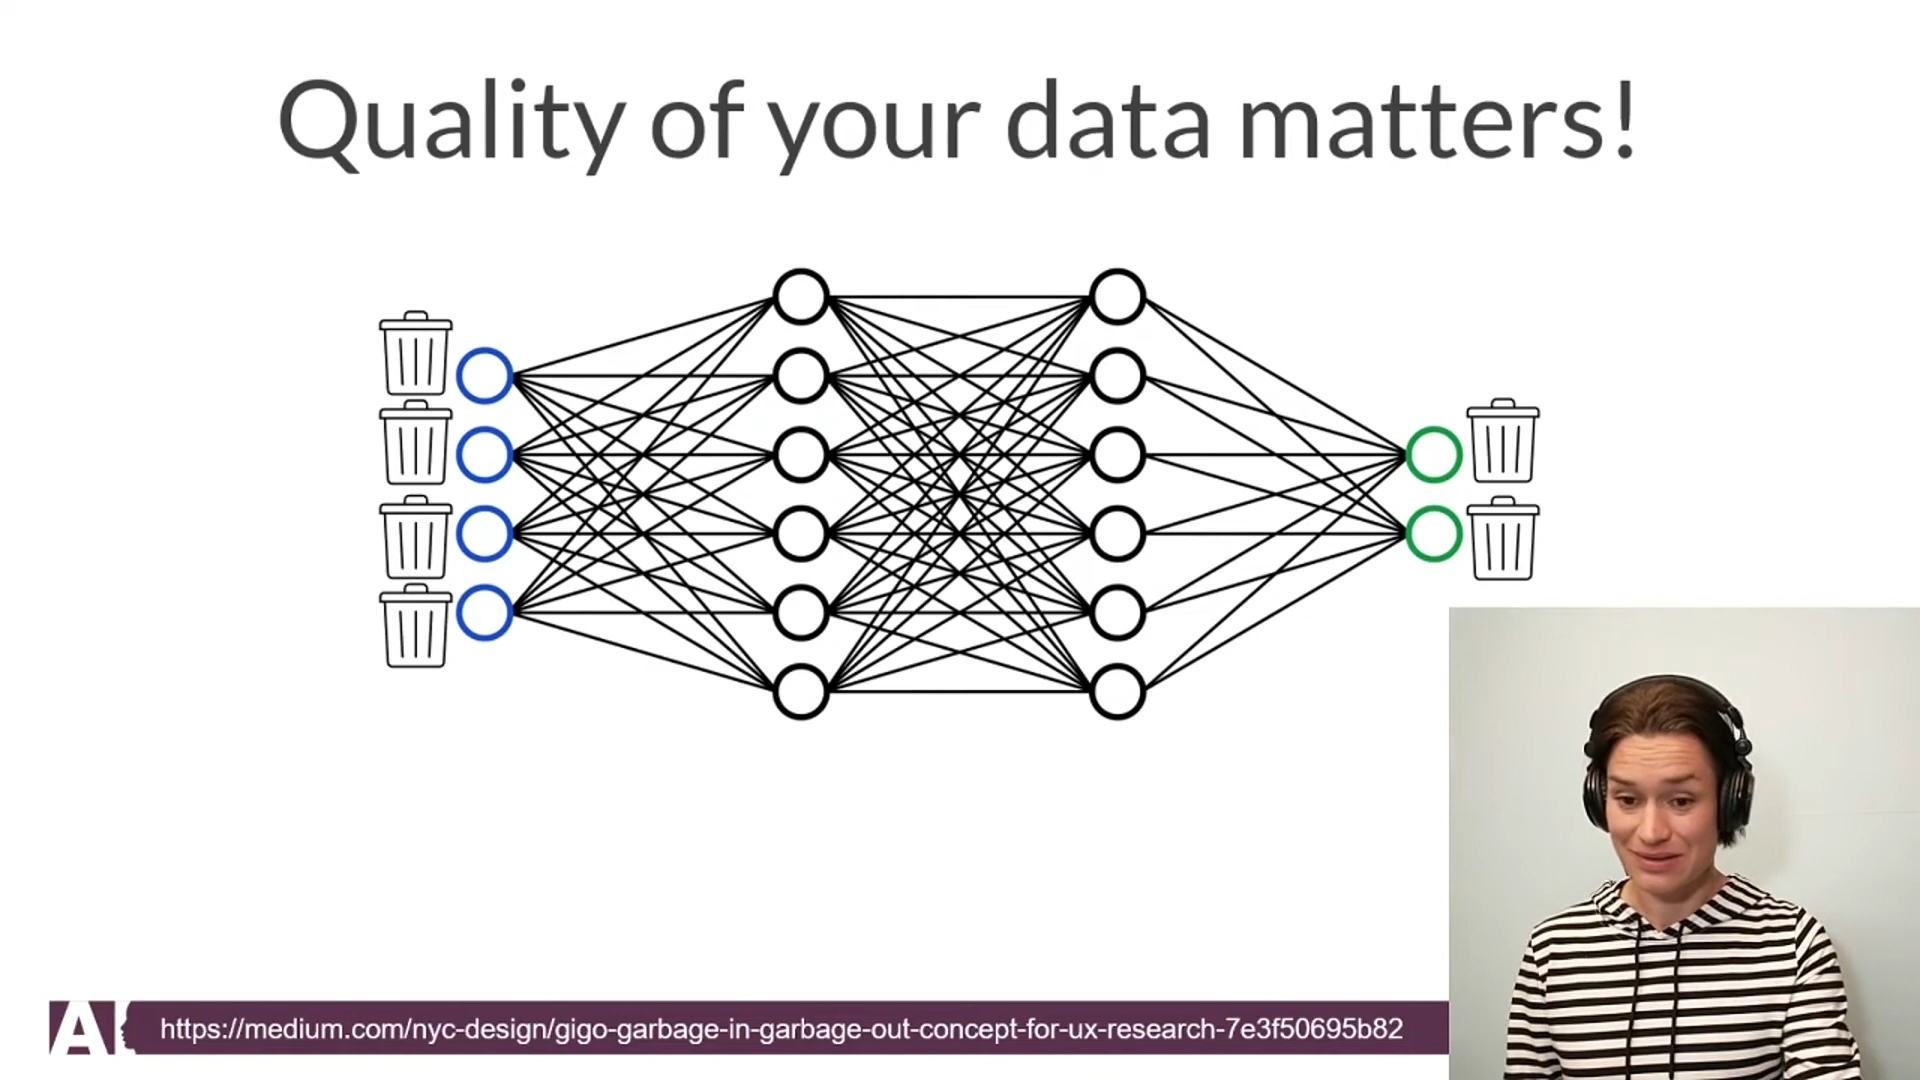 Quality of your data matters!
A
https://medium.com/nyc-design/gigo-garbage-in-garbage-out-concept-for-ux-research-7e3f50695b82